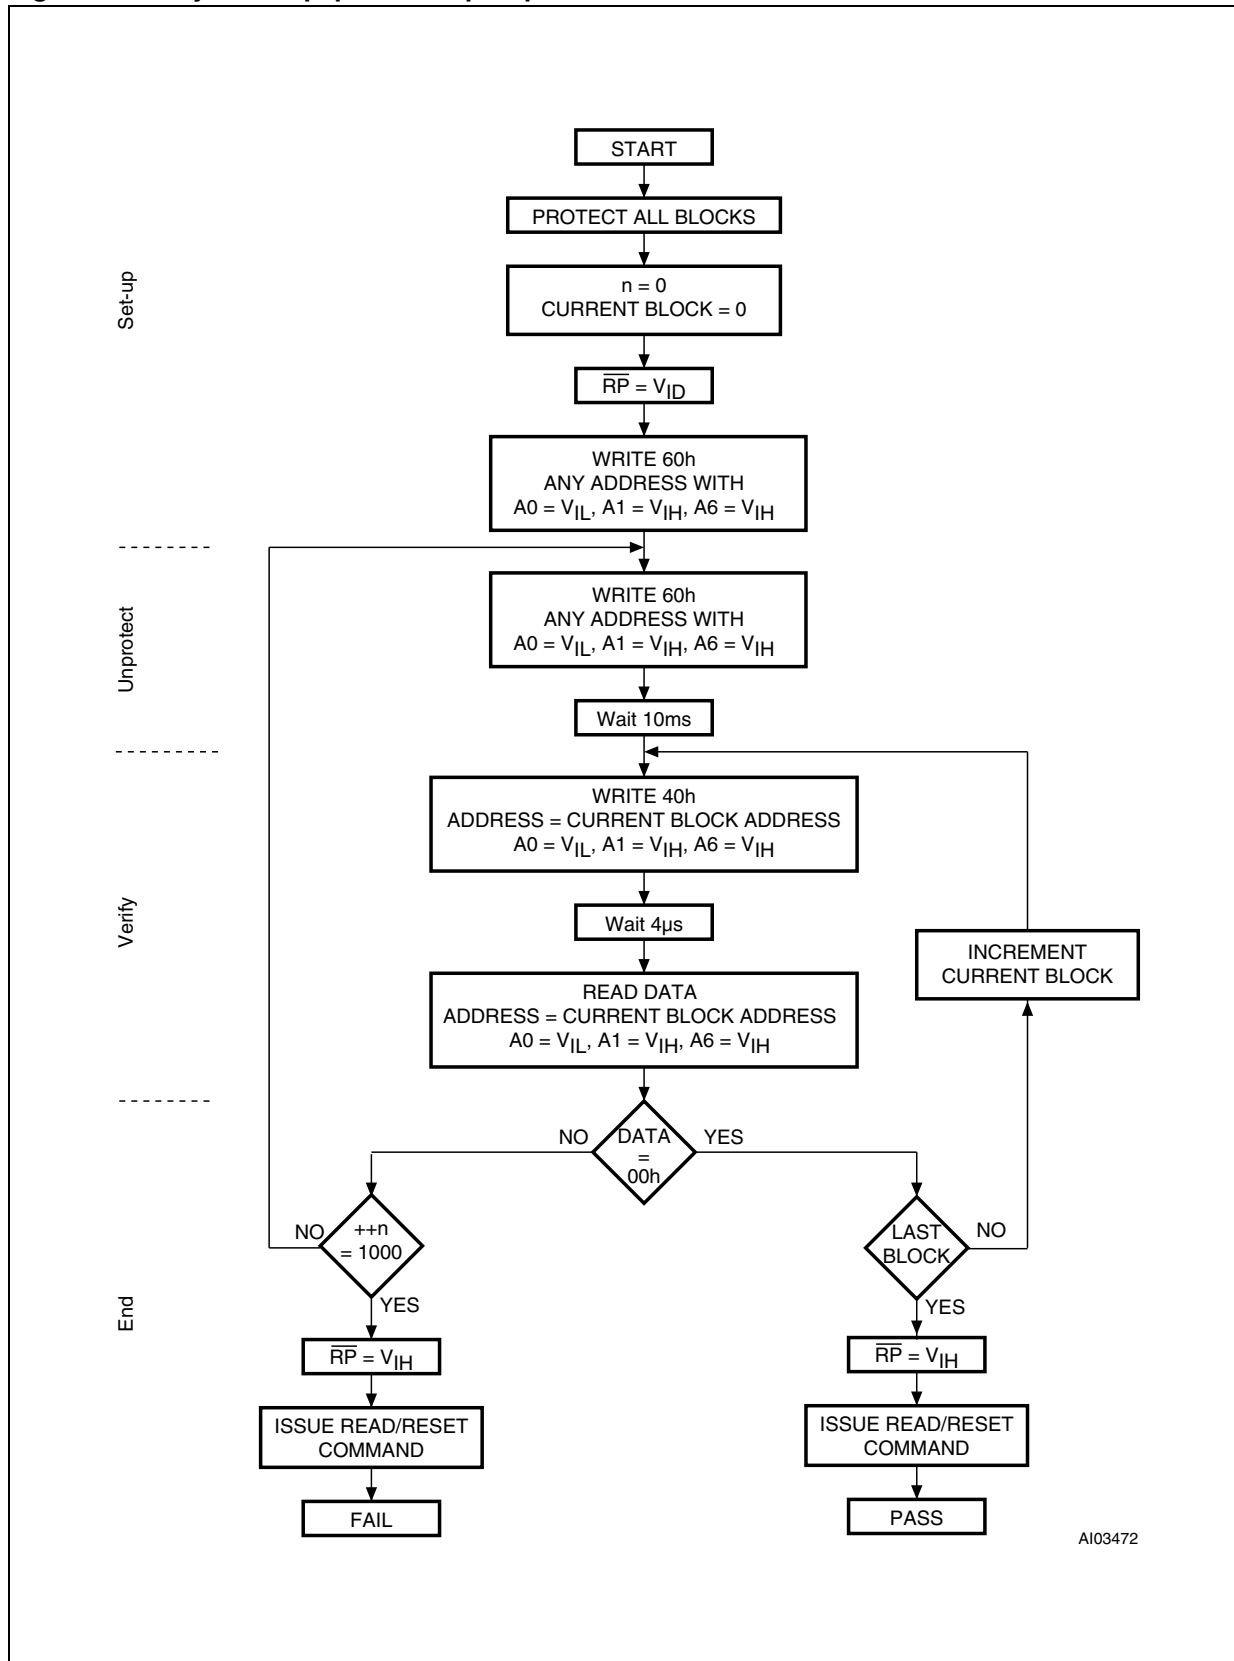 START
PROTECT ALL BLOCKS
n = 0
CURRENT BLOCK = 0
Set-up
R̅P̅ = VID
WRITE 60h
ANY ADDRESS WITH
A0 = VIL, A1 = VIH, A6 = VIH
WRITE 60h
ANY ADDRESS WITH
A0 = VIL, A1 = VIH, A6 = VIH
Unprotect
Wait 10ms
WRITE 40h
ADDRESS = CURRENT BLOCK ADDRESS
A0 = VIL, A1 = VIH, A6 = VIH
Wait 4µs
Verify
INCREMENT
CURRENT BLOCK
READ DATA
ADDRESS = CURRENT BLOCK ADDRESS
A0 = VIL, A1 = VIH, A6 = VIH
NO
DATA
=
00h
YES
NO
++n
= 1000
YES
LAST
BLOCK
NO
YES
End
R̅P̅ = VIH
R̅P̅ = VIH
ISSUE READ/RESET
COMMAND
ISSUE READ/RESET
COMMAND
FAIL
PASS
AI03472